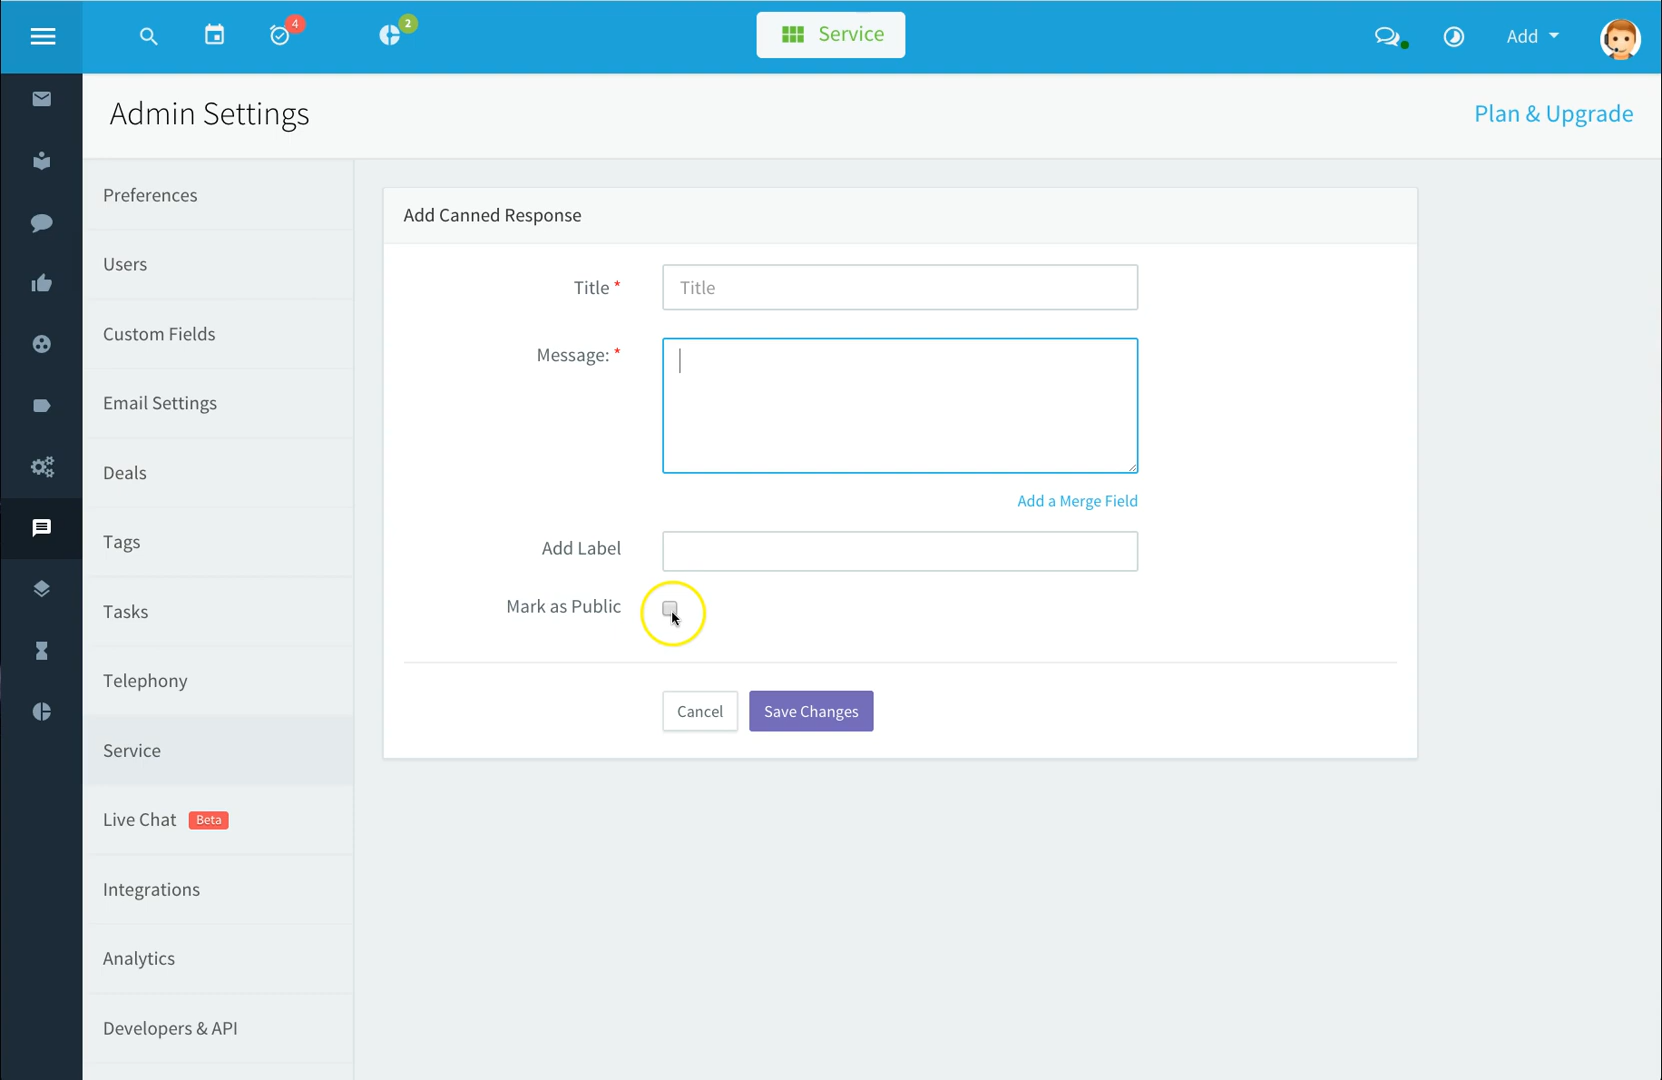 4
2
Service
Add
Admin Settings
Plan & Upgrade
Preferences
Users
Custom Fields
Email Settings
Deals
Tags
Tasks
Telephony
Service
Live Chat Beta
Integrations
Analytics
Developers & API
Add Canned Response
Title *
Title
Message: *
Add a Merge Field
Add Label
Mark as Public
Cancel
Save Changes